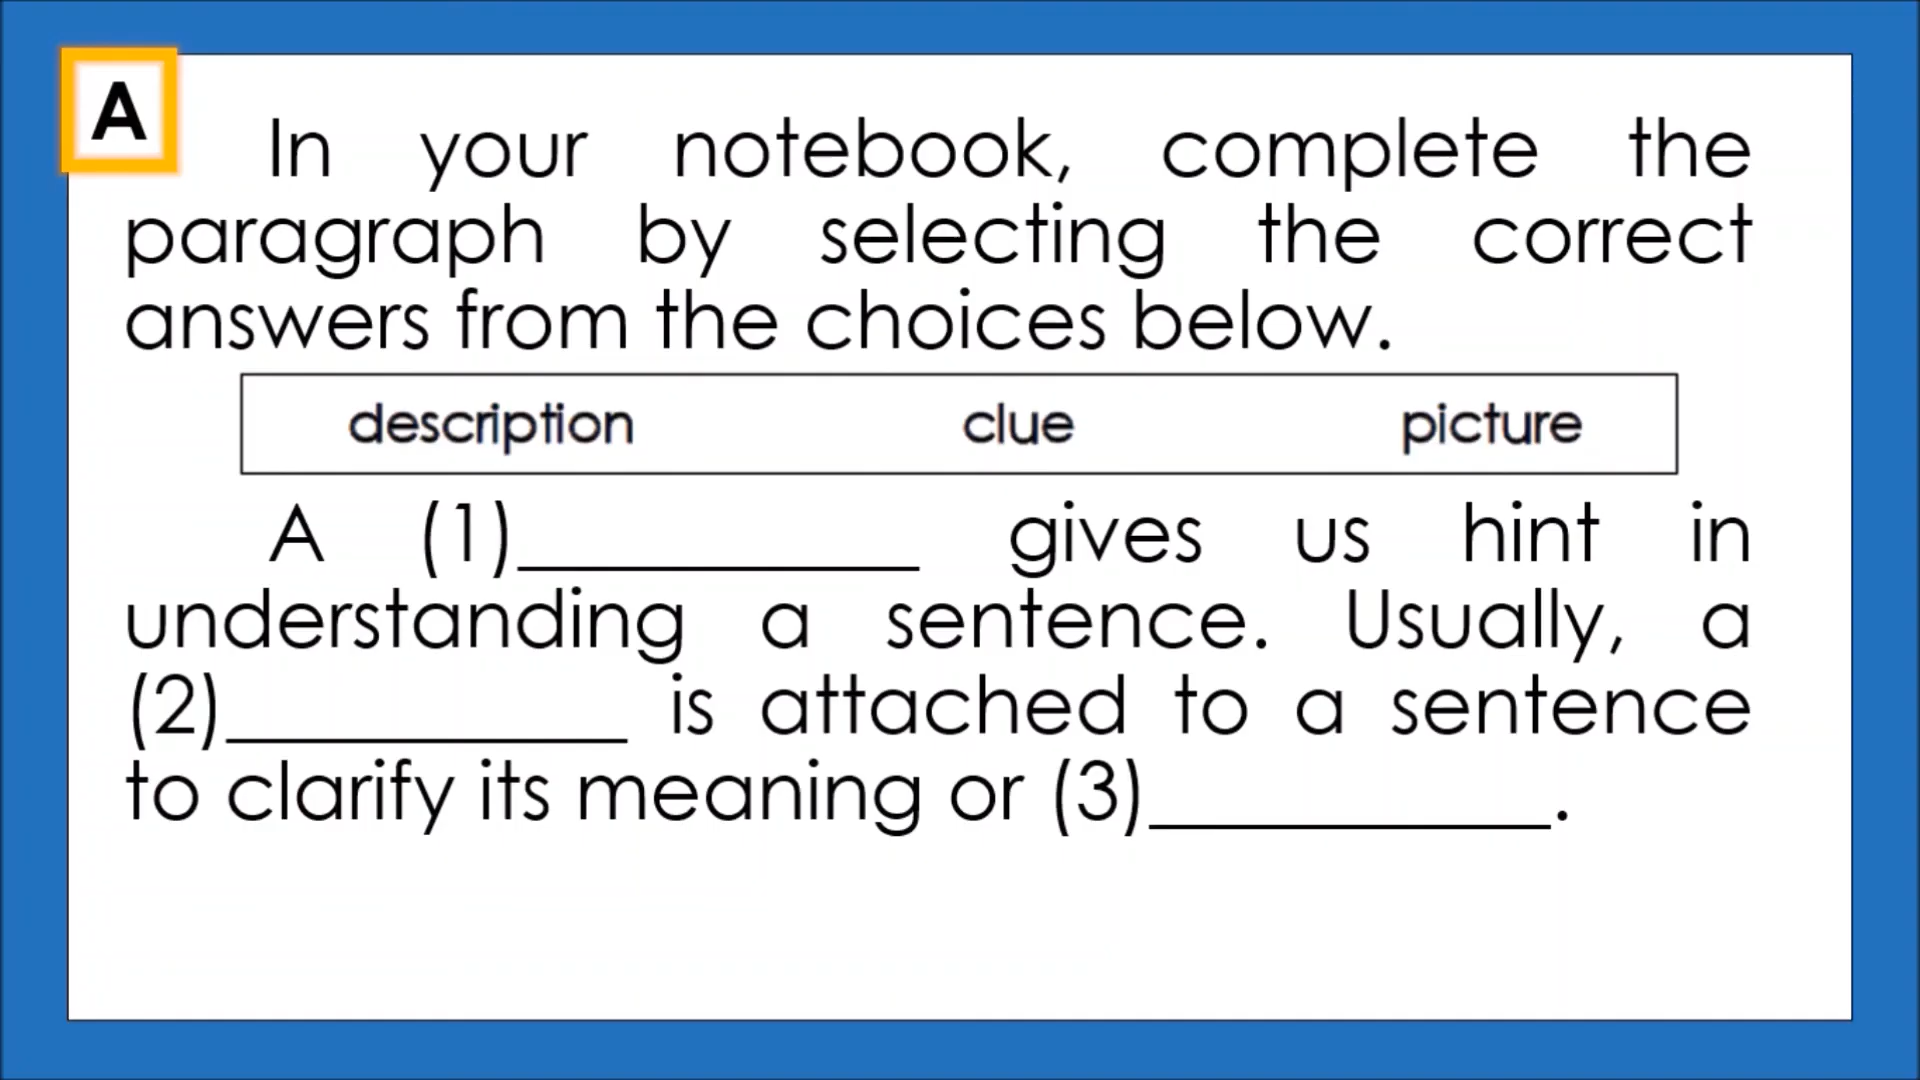 A
In your notebook, complete the
paragraph by selecting the correct
answers from the choices below.
description clue picture
A (1)__________ gives us hint in
understanding a sentence. Usually, a
(2)__________ is attached to a sentence
to clarify its meaning or (3)__________.